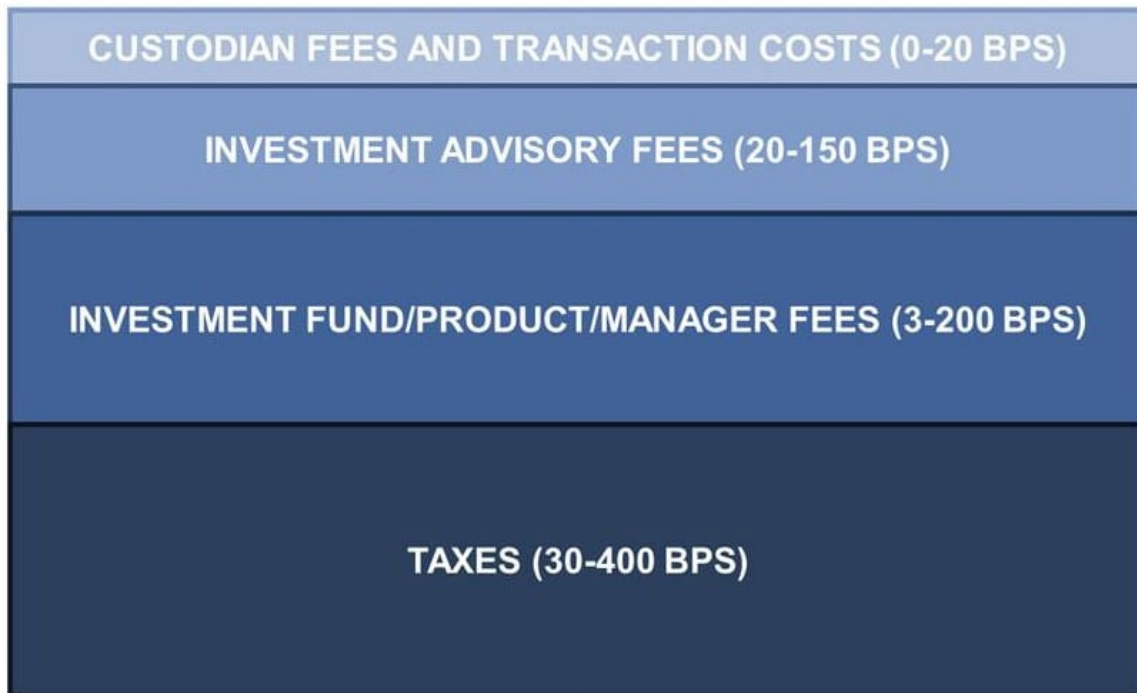 CUSTODIAN FEES AND TRANSACTION COSTS (0-20 BPS)
INVESTMENT ADVISORY FEES (20-150 BPS)
INVESTMENT FUND/PRODUCT/MANAGER FEES (3-200 BPS)
TAXES (30-400 BPS)